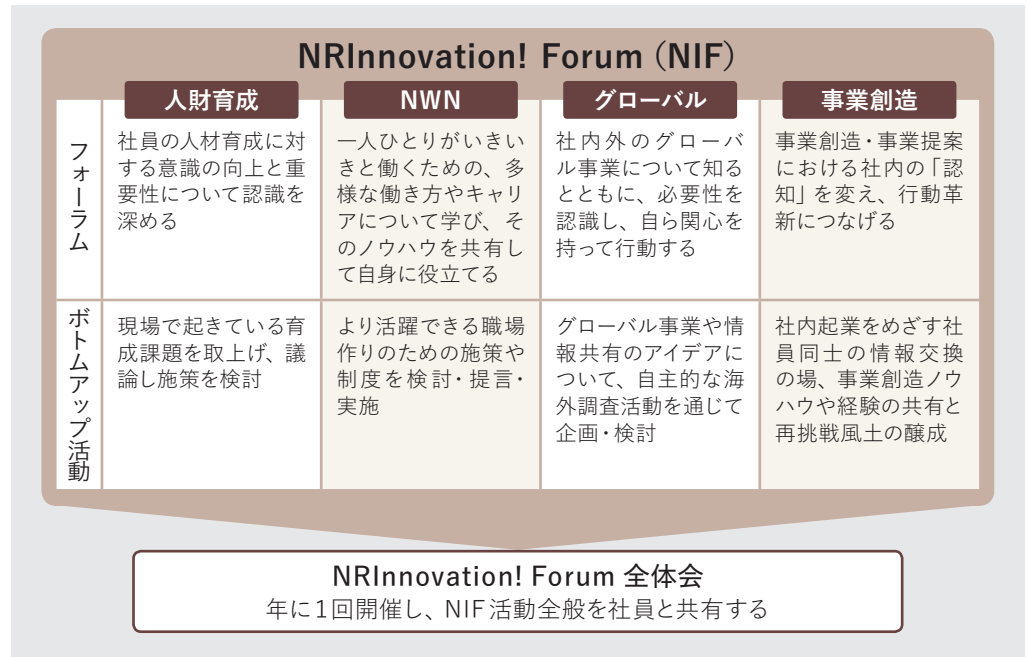 NRInnovation! Forum（NIF）
人財育成
NWN
グローバル
事業創造
フォーラム
社員の人材育成に対
する意識の向上と重
要性について認識を
深める
一人ひとりがいきい
きと働くための、多
様な働き方やキャリ
アについて学び、そ
のノウハウを共有し
て自身に役立てる
社内外のグローバ
ル事業について知る
とともに、必要性を
認識し、自ら関心を
持って行動する
事業創造・事業提案
における社内の「認
知」を変え、行動革
新につなげる
ボトムアップ活動
現場で起きている育
成課題を取上げ、議
論し施策を検討
より活躍できる職場
作りのための施策や
制度を検討・提言・
実施
グローバル事業や情
報共有のアイデアに
ついて、自主的な海
外調査活動を通じて
企画・検討
社内起業をめざす社
員同士の情報交換
の場、事業創造ノウ
ハウや経験の共有と
再挑戦風土の醸成
NRInnovation! Forum 全体会
年に1回開催し、NIF活動全般を社員と共有する